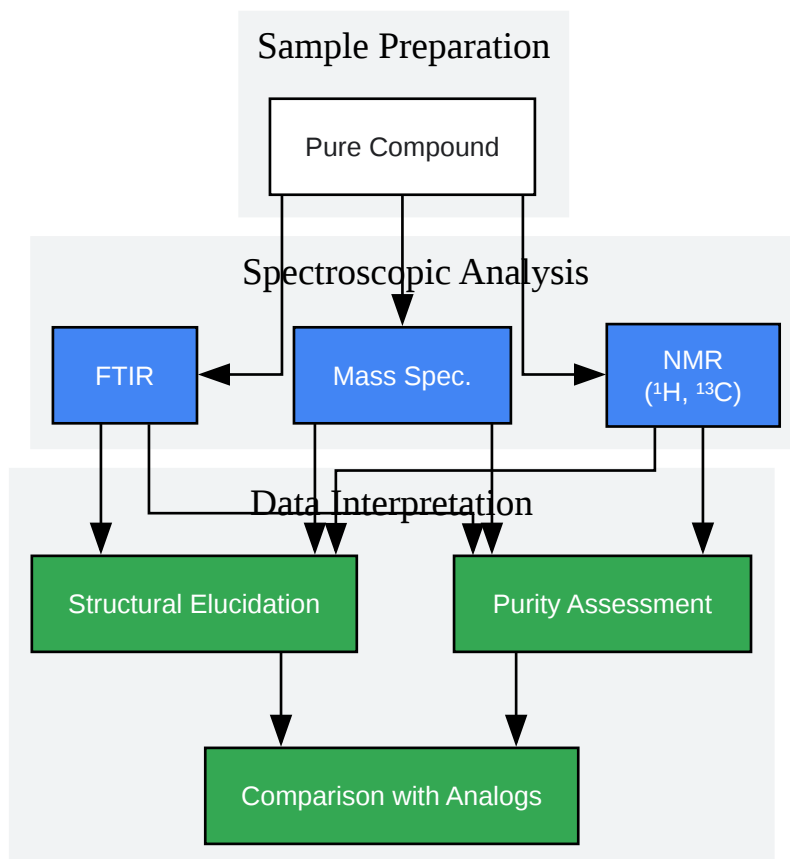 Sample Preparation
Pure Compound
Spectroscopic Analysis
FTIR
Mass Spec.
NMR
(¹H, ¹³C)
Data Interpretation
Structural Elucidation
Purity Assessment
Comparison with Analogs